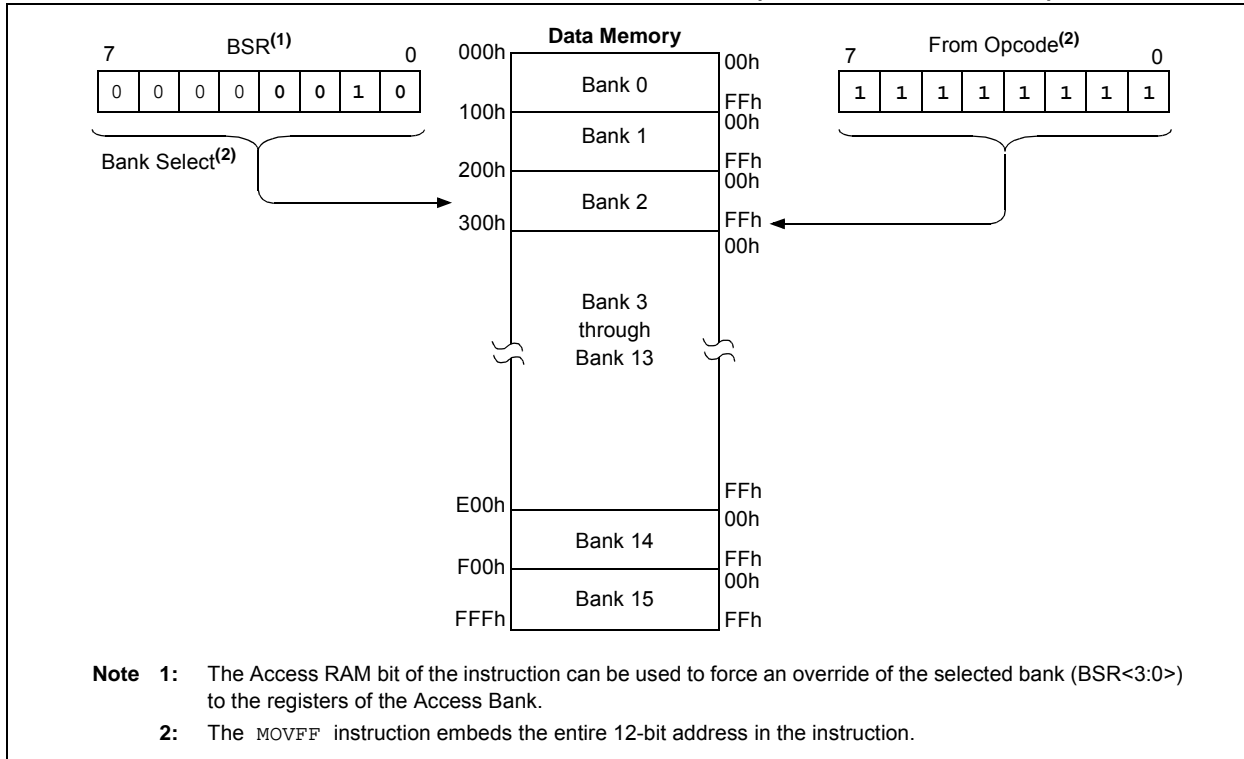 7 BSR(1) 0
0 0 0 0 0 0 1 0
Bank Select(2)
Data Memory
000h 00h
Bank 0
FFh
100h 00h
Bank 1
FFh
200h 00h
Bank 2
300h FFh
00h
Bank 3
through
Bank 13
FFh
E00h 00h
Bank 14
FFh
F00h 00h
Bank 15
FFFh FFh
7 From Opcode(2) 0
1 1 1 1 1 1 1 1
Note 1: The Access RAM bit of the instruction can be used to force an override of the selected bank (BSR<3:0>)
to the registers of the Access Bank.
2: The MOVFF instruction embeds the entire 12-bit address in the instruction.